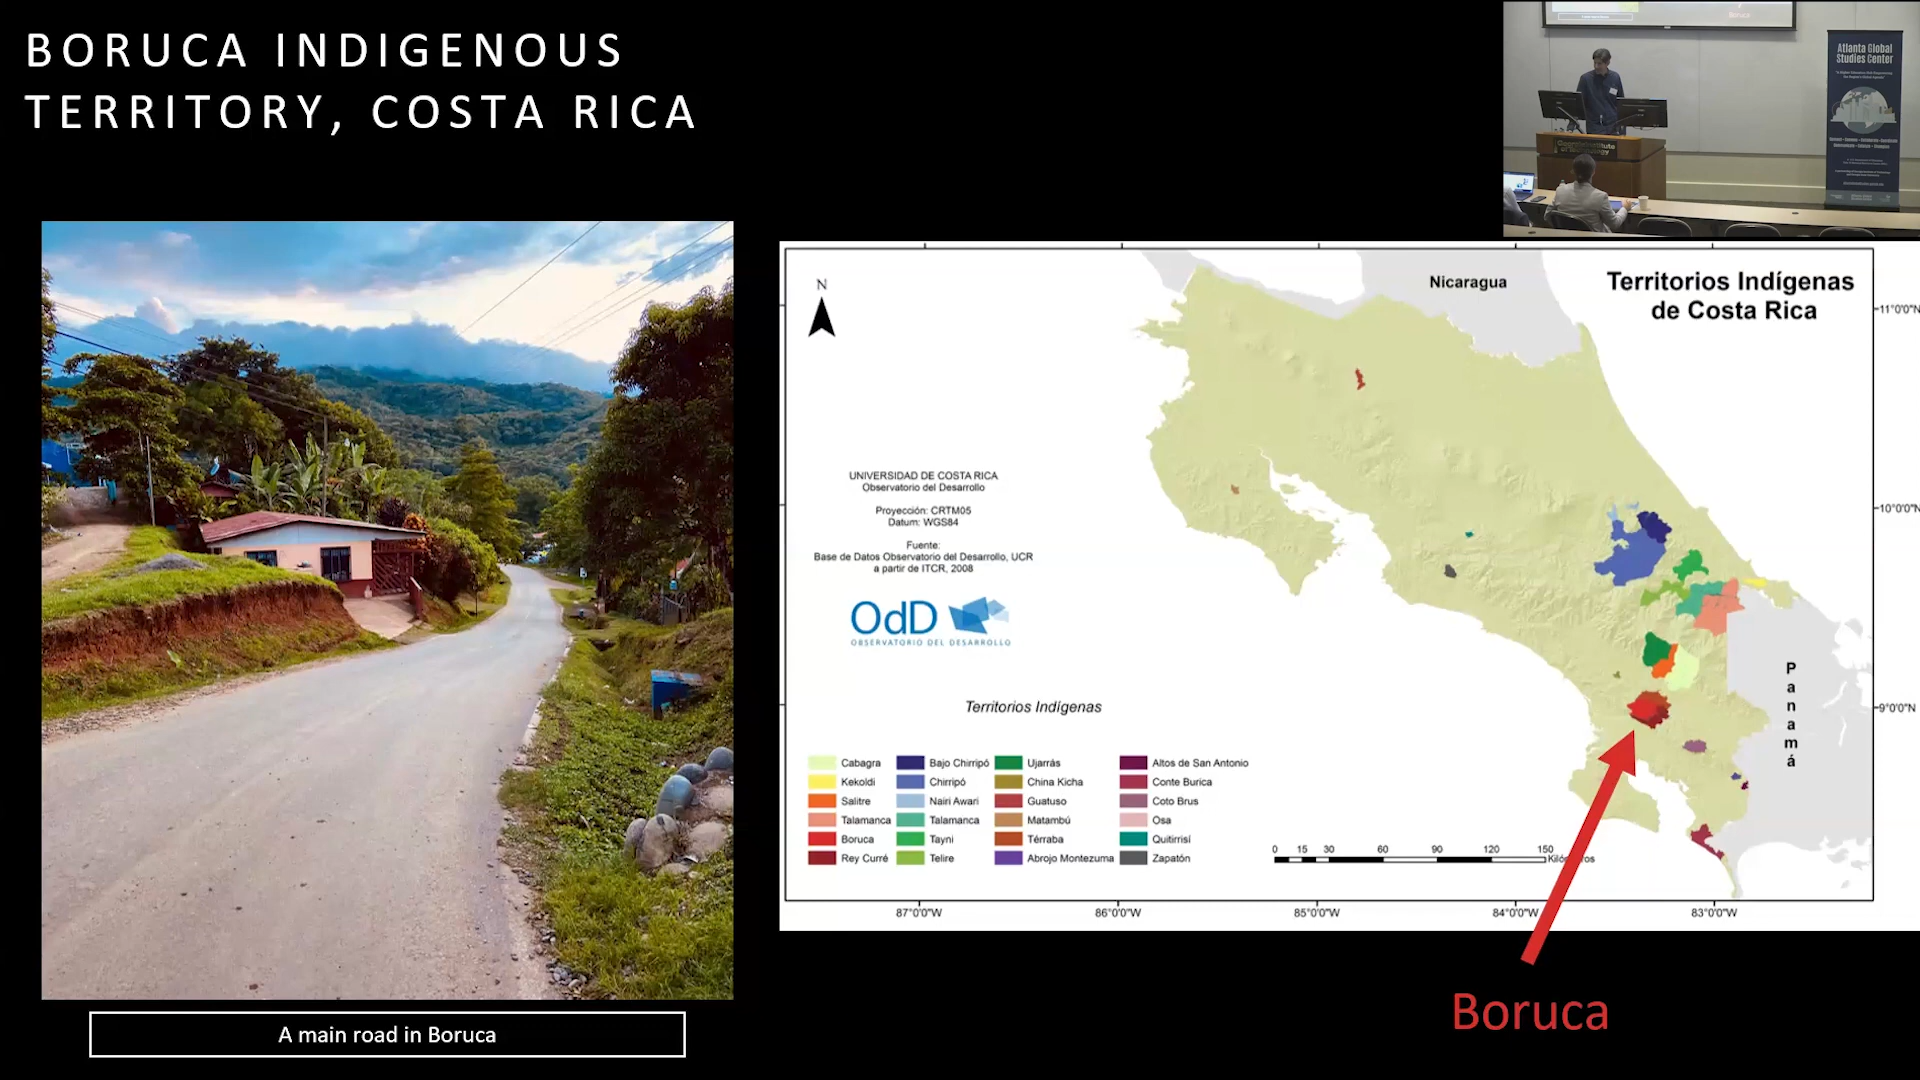 BORUCA INDIGENOUS
TERRITORY, COSTA RICA
Atlanta Global
Studies Center
A main road in Boruca
Territorios Indígenas
de Costa Rica
Nicaragua
N
11°0'0"N
10°0'0"N
9°0'0"N
UNIVERSIDAD DE COSTA RICA
Observatorio del Desarrollo
Proyección: CRTM05
Datum: WGS84
Fuente:
Base de Datos Observatorio del Desarrollo, UCR
a partir de ITCR, 2008
OdD
OBSERVATORIO DEL DESARROLLO
Panamá
Territorios Indígenas
Cabagra
Kekoldi
Salitre
Talamanca
Boruca
Rey Curré
Bajo Chirripó
Chirripó
Nairi Awari
Talamanca
Tayni
Telire
Ujarrás
China Kicha
Guatuso
Matambú
Térraba
Abrojo Montezuma
Altos de San Antonio
Conte Burica
Coto Brus
Osa
Quitirrisí
Zapatón
0 15 30 60 90 120 150
87°0'0"W 86°0'0"W 85°0'0"W 84°0'0"W 83°0'0"W
Boruca